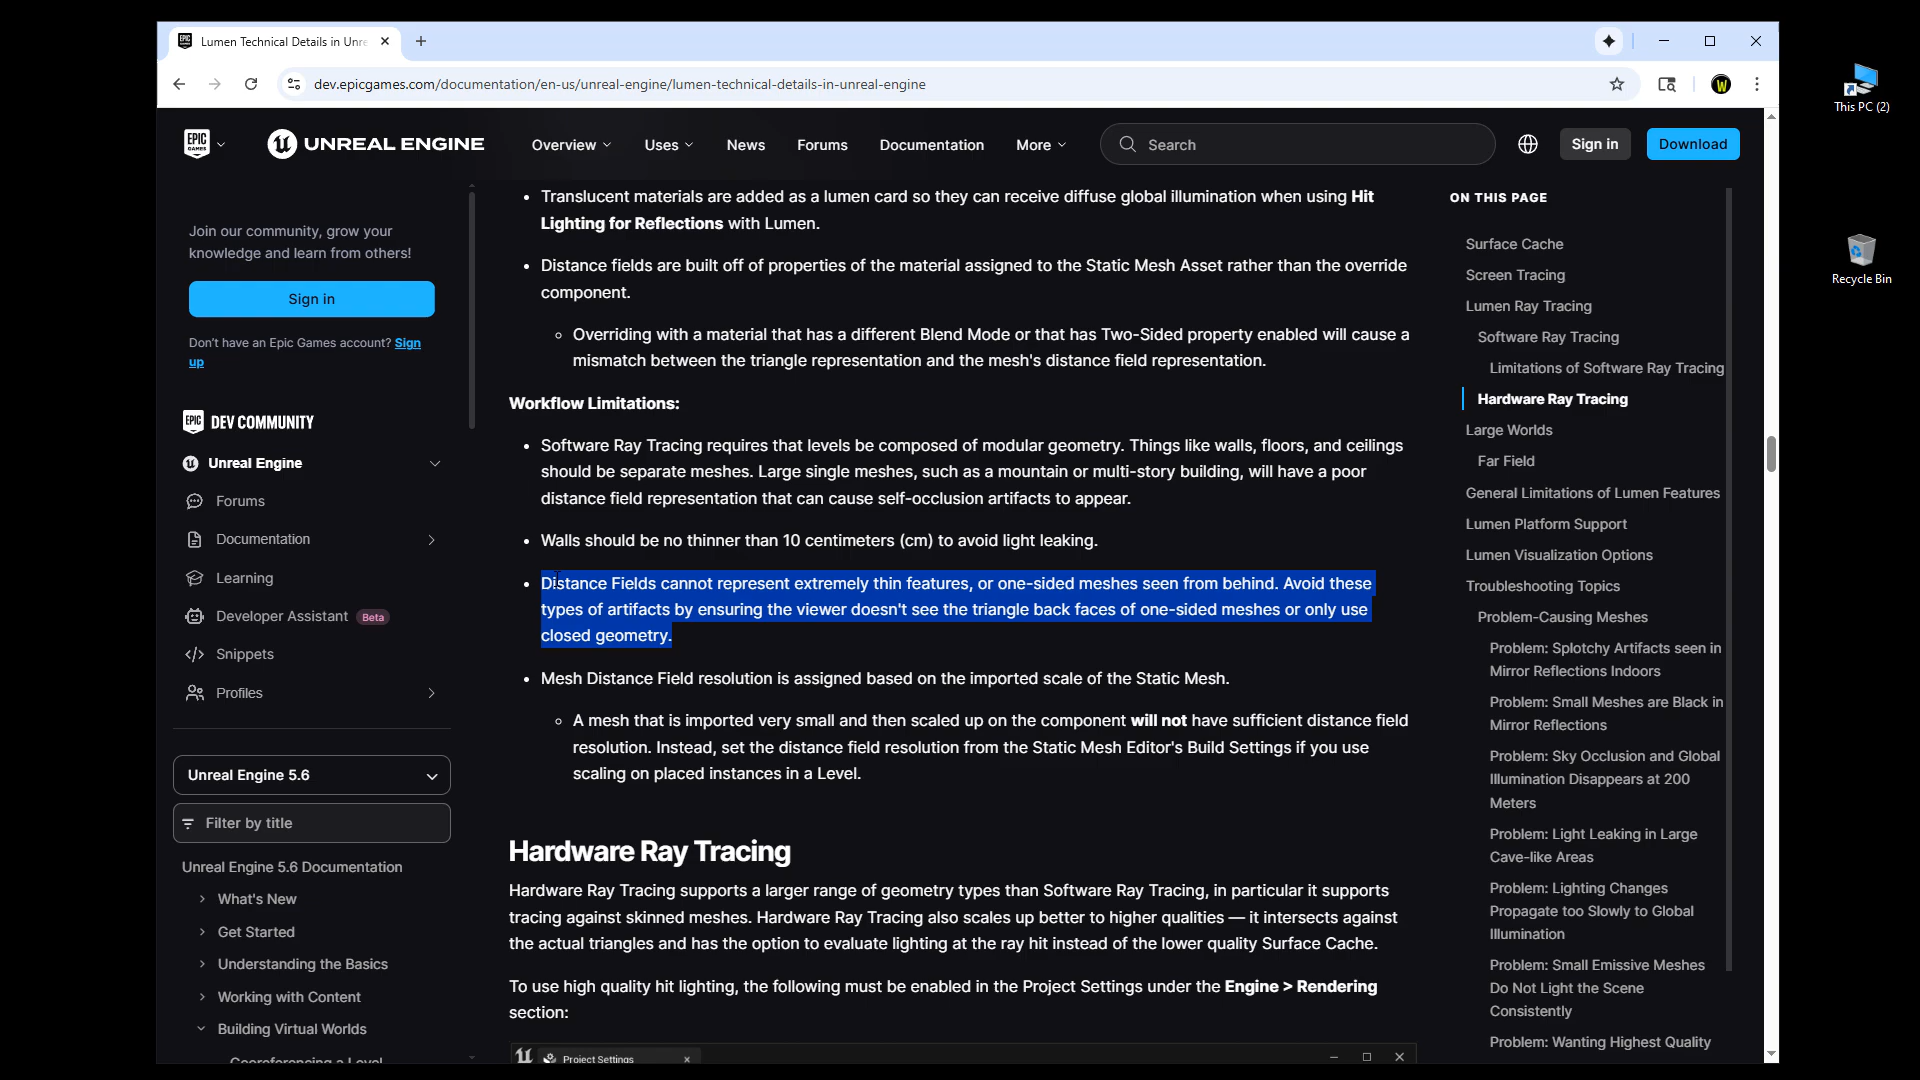 Lumen Technical Details in Unre
dev.epicgames.com/documentation/en-us/unreal-engine/lumen-technical-details-in-unreal-engine
W
This PC (2)
Recycle Bin
EPIC GAMES
UNREAL ENGINE
Overview
Uses
News
Forums
Documentation
More
Search
Sign in
Download
Join our community, grow your
knowledge and learn from others!
Sign in
Don't have an Epic Games account? Sign
up
EPIC DEV COMMUNITY
Unreal Engine
Forums
Documentation
Learning
Developer Assistant Beta
Snippets
Profiles
Unreal Engine 5.6
Filter by title
Unreal Engine 5.6 Documentation
What's New
Get Started
Understanding the Basics
Working with Content
Building Virtual Worlds
Georeferencing a Level
• Translucent materials are added as a lumen card so they can receive diffuse global illumination when using Hit
Lighting for Reflections with Lumen.
• Distance fields are built off of properties of the material assigned to the Static Mesh Asset rather than the override
component.
◦ Overriding with a material that has a different Blend Mode or that has Two-Sided property enabled will cause a
mismatch between the triangle representation and the mesh's distance field representation.
Workflow Limitations:
• Software Ray Tracing requires that levels be composed of modular geometry. Things like walls, floors, and ceilings
should be separate meshes. Large single meshes, such as a mountain or multi-story building, will have a poor
distance field representation that can cause self-occlusion artifacts to appear.
• Walls should be no thinner than 10 centimeters (cm) to avoid light leaking.
• Distance Fields cannot represent extremely thin features, or one-sided meshes seen from behind. Avoid these
types of artifacts by ensuring the viewer doesn't see the triangle back faces of one-sided meshes or only use
closed geometry.
• Mesh Distance Field resolution is assigned based on the imported scale of the Static Mesh.
◦ A mesh that is imported very small and then scaled up on the component will not have sufficient distance field
resolution. Instead, set the distance field resolution from the Static Mesh Editor's Build Settings if you use
scaling on placed instances in a Level.
Hardware Ray Tracing
Hardware Ray Tracing supports a larger range of geometry types than Software Ray Tracing, in particular it supports
tracing against skinned meshes. Hardware Ray Tracing also scales up better to higher qualities — it intersects against
the actual triangles and has the option to evaluate lighting at the ray hit instead of the lower quality Surface Cache.
To use high quality hit lighting, the following must be enabled in the Project Settings under the Engine > Rendering
section:
Project Settings
ON THIS PAGE
Surface Cache
Screen Tracing
Lumen Ray Tracing
Software Ray Tracing
Limitations of Software Ray Tracing
Hardware Ray Tracing
Large Worlds
Far Field
General Limitations of Lumen Features
Lumen Platform Support
Lumen Visualization Options
Troubleshooting Topics
Problem-Causing Meshes
Problem: Splotchy Artifacts seen in
Mirror Reflections Indoors
Problem: Small Meshes are Black in
Mirror Reflections
Problem: Sky Occlusion and Global
Illumination Disappears at 200
Meters
Problem: Light Leaking in Large
Cave-like Areas
Problem: Lighting Changes
Propagate too Slowly to Global
Illumination
Problem: Small Emissive Meshes
Do Not Light the Scene
Consistently
Problem: Wanting Highest Quality